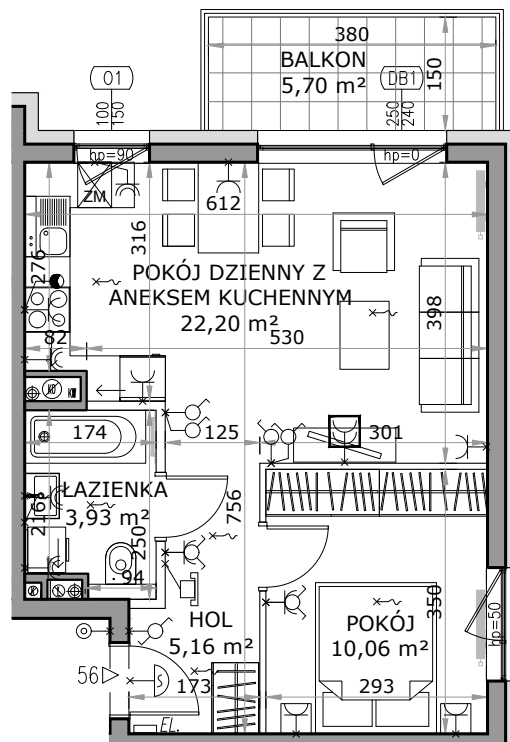 380
BALKON
5,70 m²
150
O1
100
150
DB1
250
240
hp=90
hp=0
ZM
612
316
276
POKÓJ DZIENNY Z
ANEKSEM KUCHENNYM
22,20 m²
398
82
530
174
125
301
ŁAZIENKA
3,93 m²
216
250
756
94
350
hp=50
HOL
5,16 m²
POKÓJ
10,06 m²
56
S
173
293
EL.